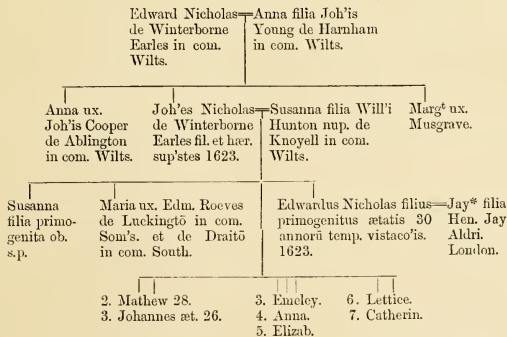 Edward Nicholas
de Winterborne
Earles in com.
Wilts.
Anna filia Joh'is
Young de Harnham
in com. Wilts.
Anna ux.
Joh'is Cooper
de Ablington
in com. Wilts.
Joh'es Nicholas
de Winterborne
Earles fil. et hær.
sup'stes 1623.
Susanna filia Will'i
Hunton nup. de
Knoyell in com.
Wilts.
Margt ux.
Musgrave.
Susanna
filia primo-
genita ob.
s.p.
Maria ux. Edm. Roeves
de Luckingtō in com.
Som's. et de Draitō
in com. South.
Edwardus Nicholas filius
primogenitus ætatis 30
annorū temp. vistaco'is.
1623.
Jay* filia
Hen. Jay
Aldri.
London.
2. Mathew 28.
3. Johannes æt. 26.
3. Emeley.
4. Anna.
5. Elizab.
6. Lettice.
7. Catherin.